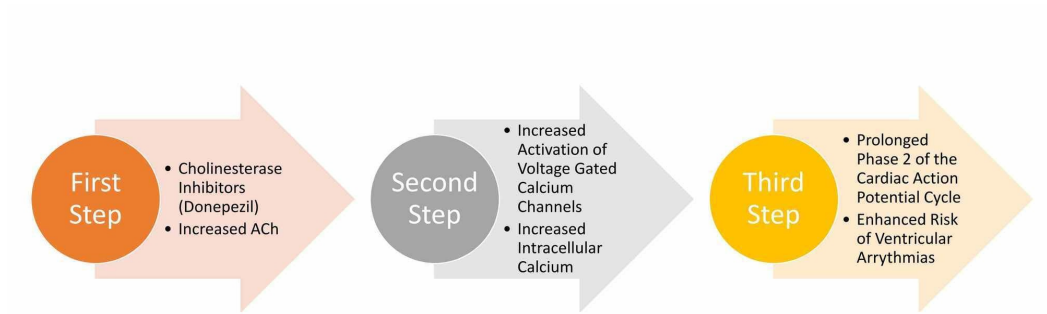 First
Step
• Cholinesterase
Inhibitors
(Donepezil)
• Increased ACh
Second
Step
• Increased
Activation of
Voltage Gated
Calcium
Channels
• Increased
Intracellular
Calcium
Third
Step
• Prolonged
Phase 2 of the
Cardiac Action
Potential Cycle
• Enhanced Risk
of Ventricular
Arrythmias